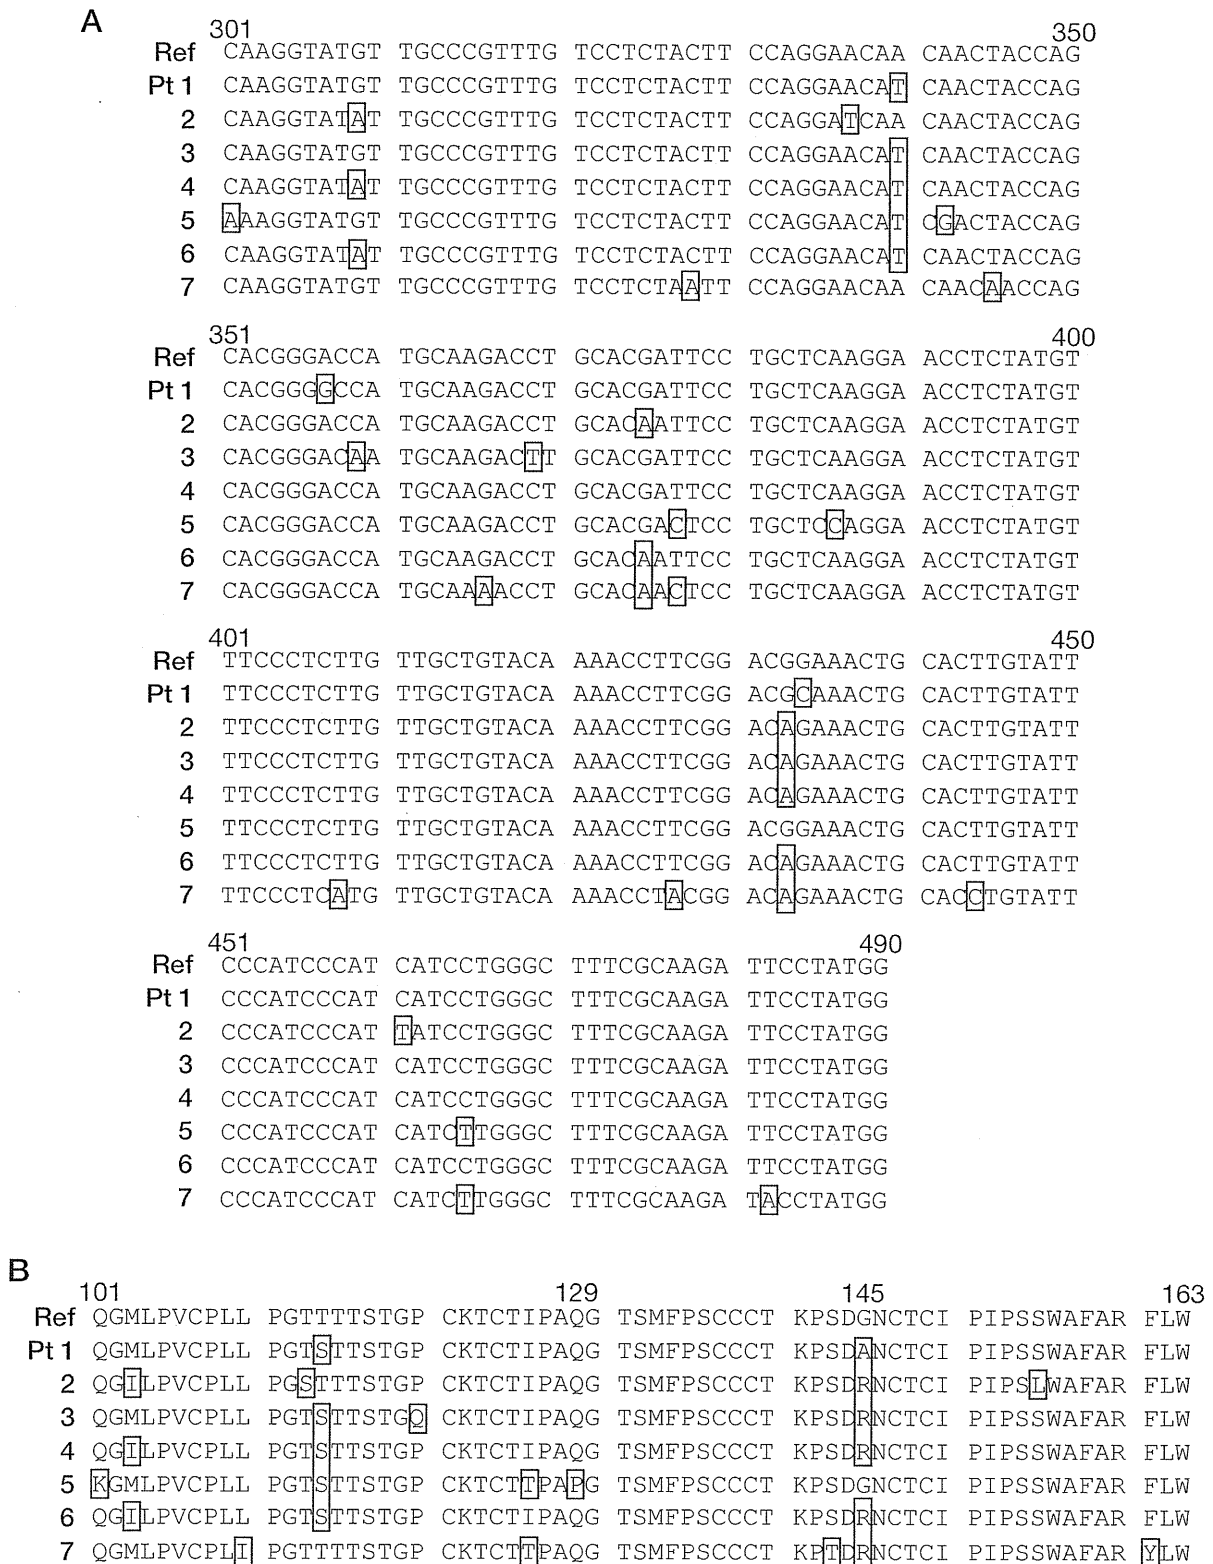 A
301 350
Ref CAAGGTATGT TGCCCGTTTG TCCTCTACTT CCAGGAACAA CAACTACCAG
Pt 1 CAAGGTATGT TGCCCGTTTG TCCTCTACTT CCAGGAACAT CAACTACCAG
2 CAAGGTATAT TGCCCGTTTG TCCTCTACTT CCAGGATCAA CAACTACCAG
3 CAAGGTATGT TGCCCGTTTG TCCTCTACTT CCAGGAACAT CAACTACCAG
4 CAAGGTATAT TGCCCGTTTG TCCTCTACTT CCAGGAACAT CAACTACCAG
5 AAAGGTATGT TGCCCGTTTG TCCTCTACTT CCAGGAACAT CGACTACCAG
6 CAAGGTATAT TGCCCGTTTG TCCTCTACTT CCAGGAACAT CAACTACCAG
7 CAAGGTATGT TGCCCGTTTG TCCTCTAATT CCAGGAACAA CAACAACCAG
351 400
Ref CACGGGACCA TGCAAGACCT GCACGATTCC TGCTCAAGGA ACCTCTATGT
Pt 1 CACGGGGCCA TGCAAGACCT GCACGATTCC TGCTCAAGGA ACCTCTATGT
2 CACGGGACCA TGCAAGACCT GCACAATTCC TGCTCAAGGA ACCTCTATGT
3 CACGGGACAA TGCAAGACTT GCACGATTCC TGCTCAAGGA ACCTCTATGT
4 CACGGGACCA TGCAAGACCT GCACGATTCC TGCTCAAGGA ACCTCTATGT
5 CACGGGACCA TGCAAGACCT GCACGACTCC TGCTCCAGGA ACCTCTATGT
6 CACGGGACCA TGCAAGACCT GCACAATTCC TGCTCAAGGA ACCTCTATGT
7 CACGGGACCA TGCAAAACCT GCACAACTCC TGCTCAAGGA ACCTCTATGT
401 450
Ref TTCCCTCTTG TTGCTGTACA AAACCTTCGG ACGGAAACTG CACTTGTATT
Pt 1 TTCCCTCTTG TTGCTGTACA AAACCTTCGG ACGCAAACTG CACTTGTATT
2 TTCCCTCTTG TTGCTGTACA AAACCTTCGG ACAGAAACTG CACTTGTATT
3 TTCCCTCTTG TTGCTGTACA AAACCTTCGG ACAGAAACTG CACTTGTATT
4 TTCCCTCTTG TTGCTGTACA AAACCTTCGG ACAGAAACTG CACTTGTATT
5 TTCCCTCTTG TTGCTGTACA AAACCTTCGG ACGGAAACTG CACTTGTATT
6 TTCCCTCTTG TTGCTGTACA AAACCTTCGG ACAGAAACTG CACTTGTATT
7 TTCCCTCATG TTGCTGTACA AAACCTACGG ACAGAAACTG CACCTGTATT
451 490
Ref CCCATCCCAT CATCCTGGGC TTTCGCAAGA TTCCTATGG
Pt 1 CCCATCCCAT CATCCTGGGC TTTCGCAAGA TTCCTATGG
2 CCCATCCCAT TATCCTGGGC TTTCGCAAGA TTCCTATGG
3 CCCATCCCAT CATCCTGGGC TTTCGCAAGA TTCCTATGG
4 CCCATCCCAT CATCCTGGGC TTTCGCAAGA TTCCTATGG
5 CCCATCCCAT CATCTTGGGC TTTCGCAAGA TTCCTATGG
6 CCCATCCCAT CATCCTGGGC TTTCGCAAGA TTCCTATGG
7 CCCATCCCAT CATCTTGGGC TTTCGCAAGA TACCTATGG
B
101 129 145 163
Ref QGMLPVCPLL PGTTTTSTGP CKTCTIPAQG TSMFPSCCCT KPSDGNCTCI PIPSSWAFAR FLW
Pt 1 QGMLPVCPLL PGTSTTSTGP CKTCTIPAQG TSMFPSCCCT KPSDANCTCI PIPSSWAFAR FLW
2 QGILPVCPLL PGSTTTSTGP CKTCTIPAQG TSMFPSCCCT KPSDRNCTCI PIPSLWAFAR FLW
3 QGMLPVCPLL PGTSTTSTGQ CKTCTIPAQG TSMFPSCCCT KPSDRNCTCI PIPSSWAFAR FLW
4 QGILPVCPLL PGTSTTSTGP CKTCTIPAQG TSMFPSCCCT KPSDRNCTCI PIPSSWAFAR FLW
5 KGMLPVCPLL PGTSTTSTGP CKTCTTPAPG TSMFPSCCCT KPSDGNCTCI PIPSSWAFAR FLW
6 QGILPVCPLL PGTSTTSTGP CKTCTIPAQG TSMFPSCCCT KPSDRNCTCI PIPSSWAFAR FLW
7 QGMLPVCPLI PGTTTTSTGP CKTCTTPAQG TSMFPSCCCT KPTDRNCTCI PIPSSWAFAR YLW